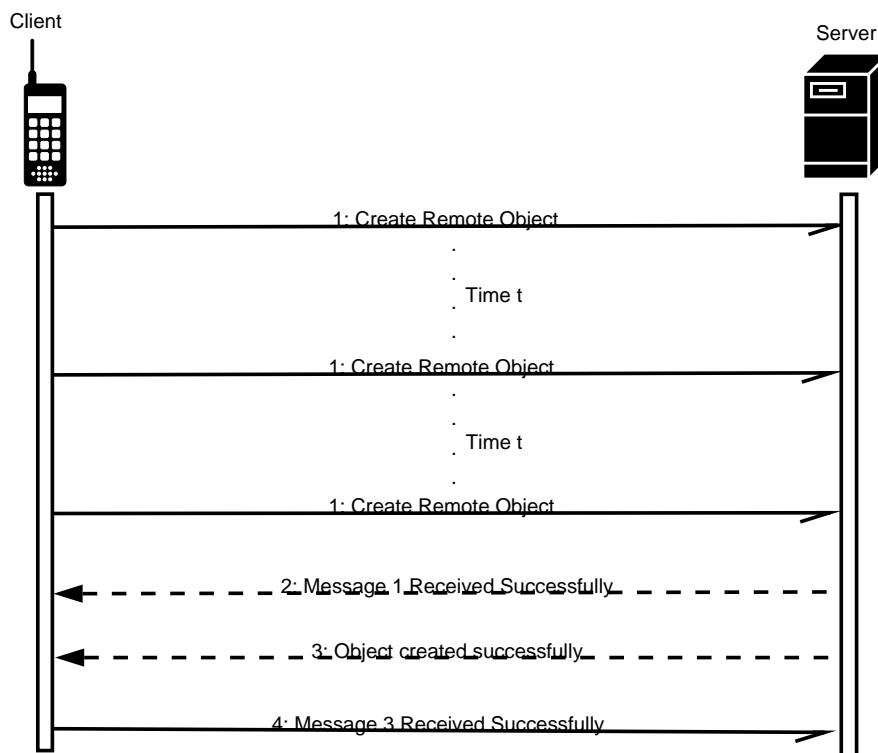 Client
Server
1: Create Remote Object
Time t
1: Create Remote Object
Time t
1: Create Remote Object
2: Message 1 Received Successfully
3: Object created successfully
4: Message 3 Received Successfully